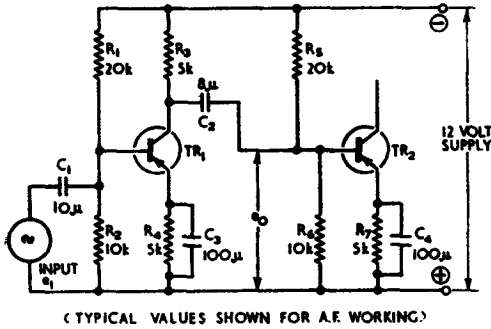 R1
20k
R3
5k
R5
20k
8μ
C2
TR1
TR2
12 VOLT
SUPPLY
C1
10μ
R2
10k
R4
5k
C3
100μ
eo
R6
10k
R7
5k
C4
100μ
INPUT
e1
(TYPICAL VALUES SHOWN FOR A.F. WORKING.)